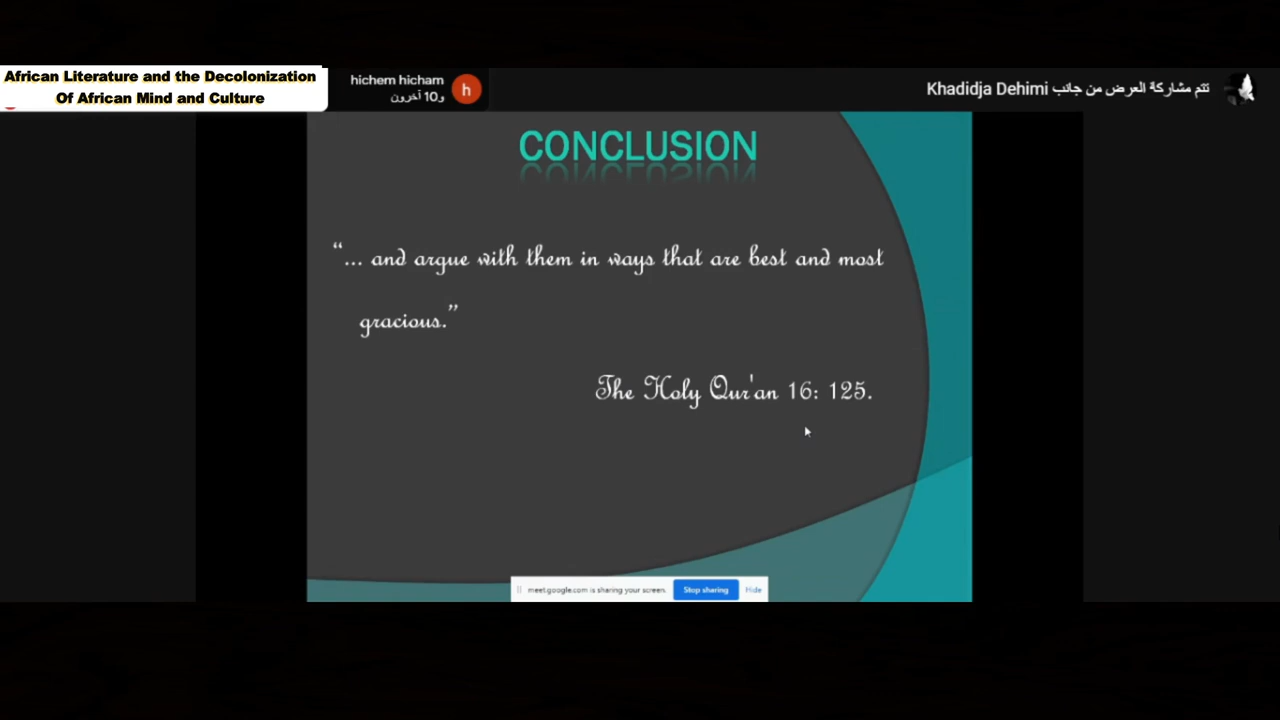 African Literature and the Decolonization
Of African Mind and Culture
hichem hicham
و10 آخرون
h
تتم مشاركة العرض من جانب Khadidja Dehimi
CONCLUSION
“... and argue with them in ways that are best and most
gracious.”
The Holy Qur'an 16: 125.
meet.google.com is sharing your screen.
Stop sharing
Hide